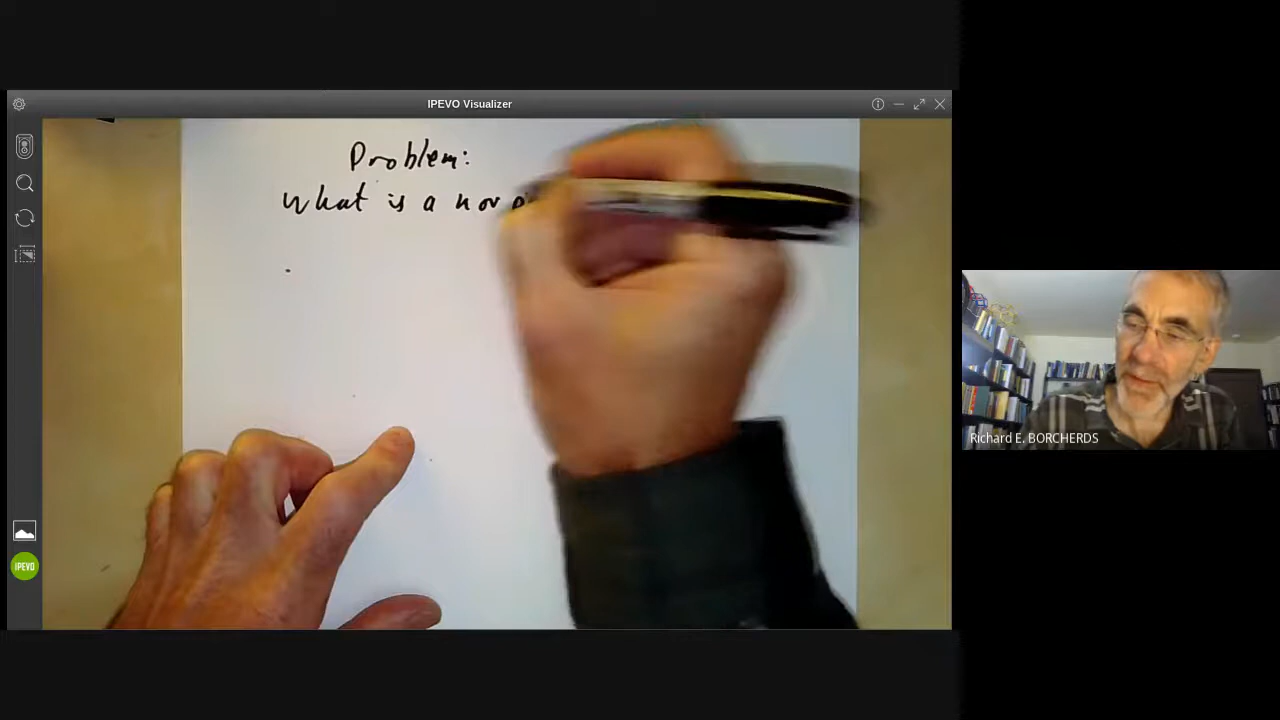 IPEVO Visualizer
Problem:
What is a
IPEVO
Richard E. BORCHERDS